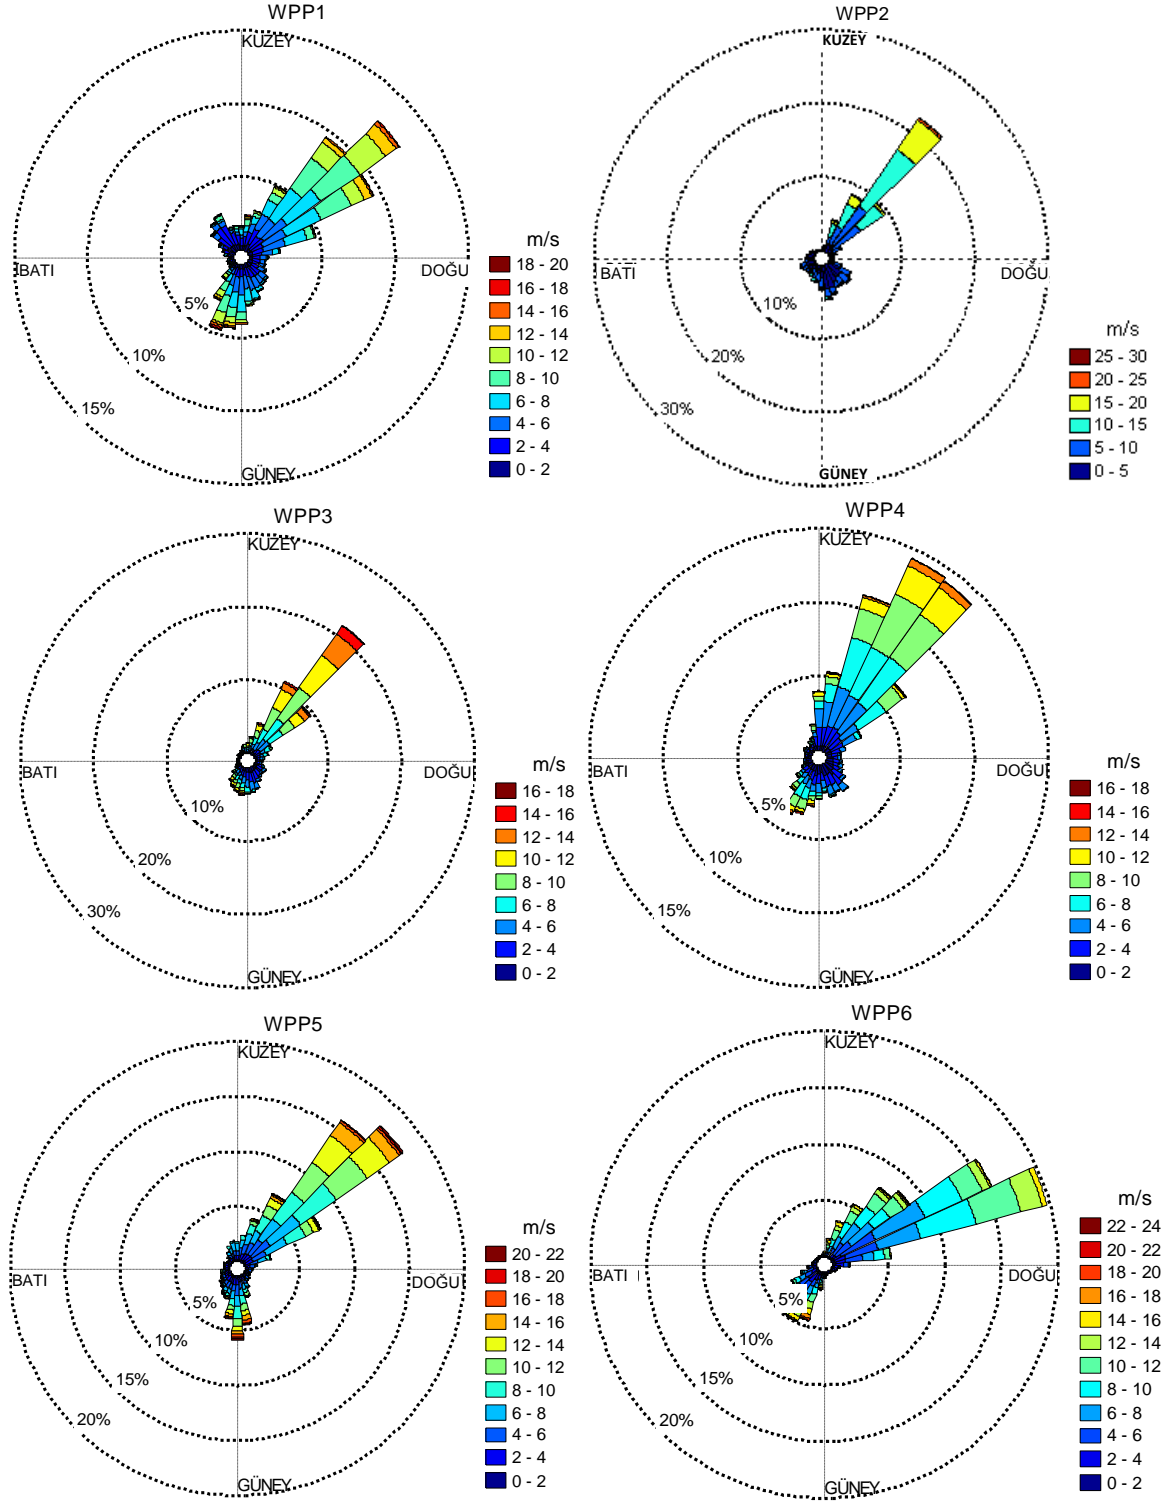 WPP1
KUZEY
BATI
DOĞU
GÜNEY
5%
10%
15%
m/s
18 - 20
16 - 18
14 - 16
12 - 14
10 - 12
8 - 10
6 - 8
4 - 6
2 - 4
0 - 2
WPP2
KUZEY
BATI
DOĞU
GÜNEY
10%
20%
30%
m/s
25 - 30
20 - 25
15 - 20
10 - 15
5 - 10
0 - 5
WPP3
KUZEY
BATI
DOĞU
GÜNEY
10%
20%
30%
m/s
16 - 18
14 - 16
12 - 14
10 - 12
8 - 10
6 - 8
4 - 6
2 - 4
0 - 2
WPP4
KUZEY
BATI
DOĞU
GÜNEY
5%
10%
15%
m/s
16 - 18
14 - 16
12 - 14
10 - 12
8 - 10
6 - 8
4 - 6
2 - 4
0 - 2
WPP5
KUZEY
BATI
DOĞU
GÜNEY
5%
10%
15%
20%
m/s
20 - 22
18 - 20
16 - 18
14 - 16
12 - 14
10 - 12
8 - 10
6 - 8
4 - 6
2 - 4
0 - 2
WPP6
KUZEY
BATI
DOĞU
GÜNEY
5%
10%
15%
20%
m/s
22 - 24
20 - 22
18 - 20
16 - 18
14 - 16
12 - 14
10 - 12
8 - 10
6 - 8
4 - 6
2 - 4
0 - 2